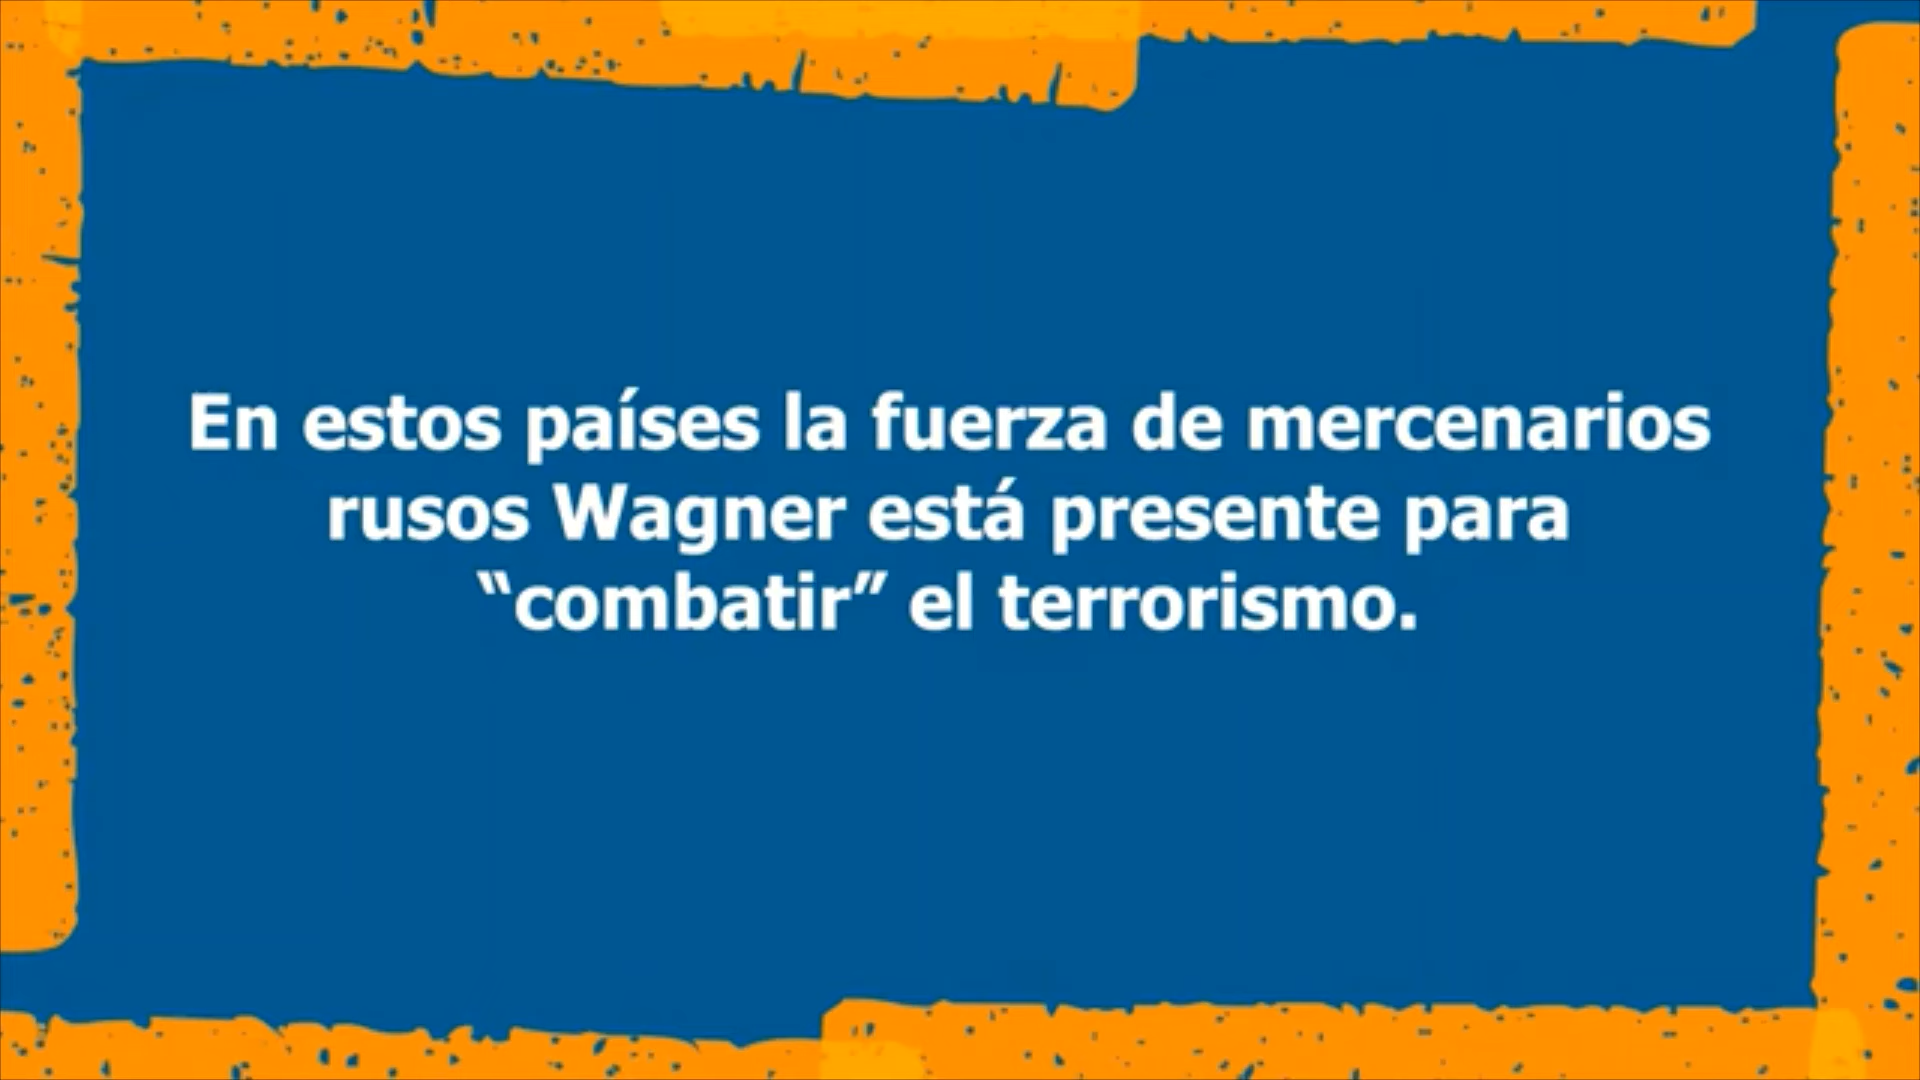 En estos países la fuerza de mercenarios
rusos Wagner está presente para
“combatir” el terrorismo.